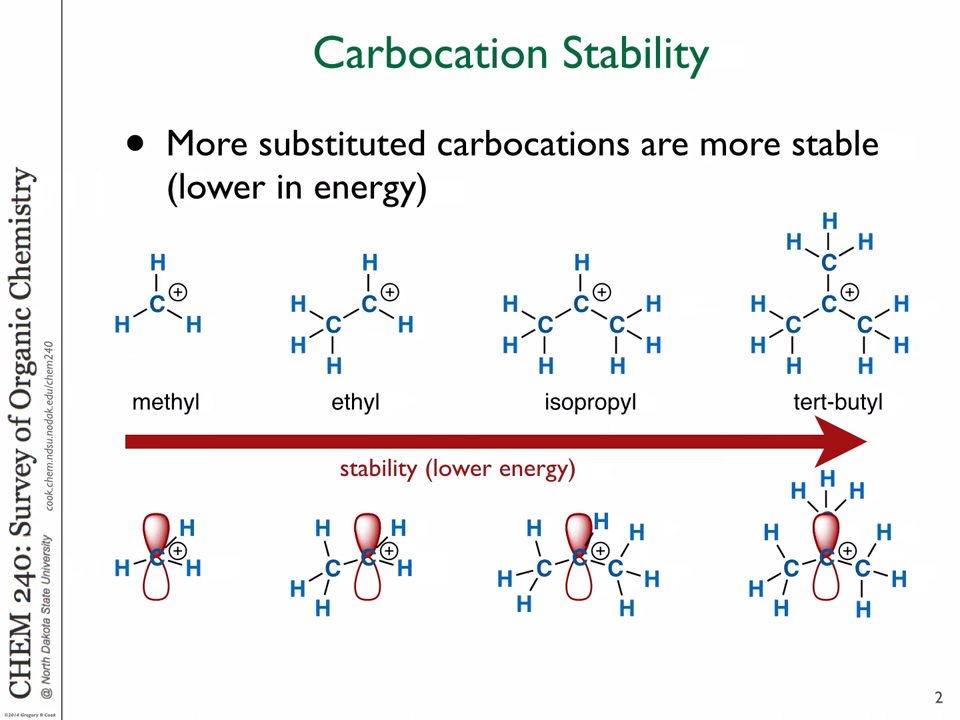 Carbocation Stability
• More substituted carbocations are more stable
(lower in energy)
H
H H
H C H
H C ⊕ H C ⊕ H C ⊕ H H C ⊕ H
H H H C H C C H C C
H H H H H H
methyl ethyl isopropyl tert-butyl
stability (lower energy)
H
H H
H H H H H H H H
H C ⊕ H C C ⊕ H C C ⊕ C C C ⊕ C
H H H H H H
H H H H H
CHEM 240: Survey of Organic Chemistry
@ North Dakota State University cook.chem.ndsu.nodak.edu/chem240
©2014 Gregory R Cook
2